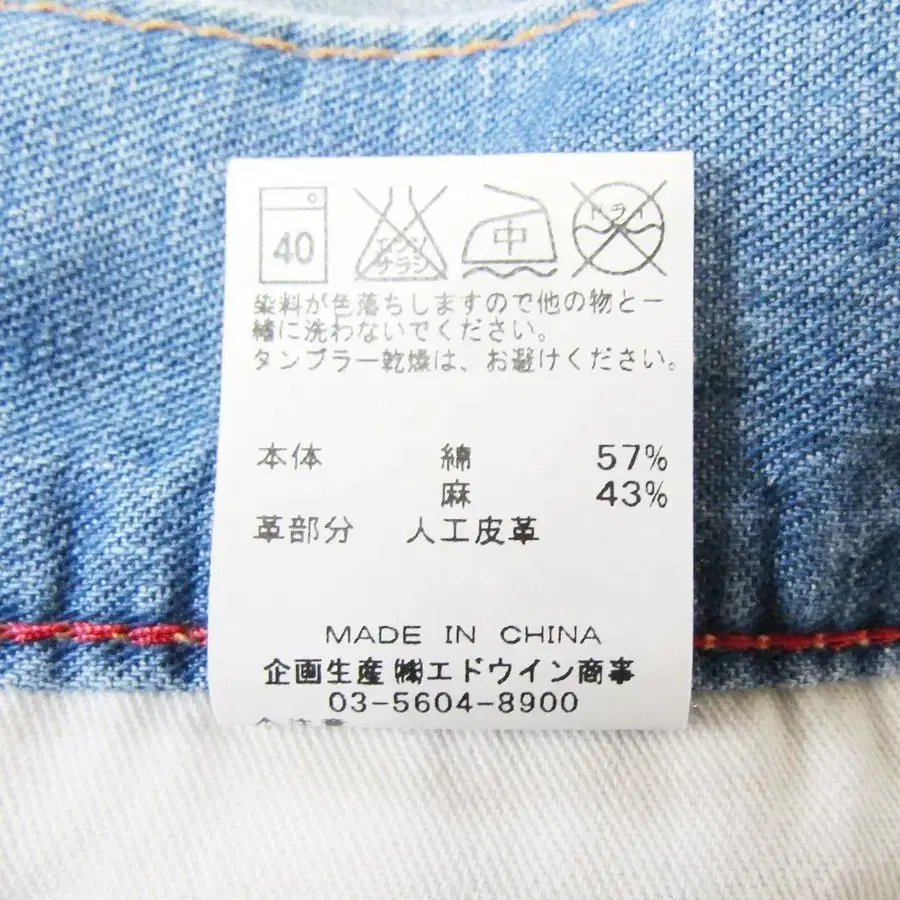 40
エンソ
サラシ
中
ドライ
染料が色落ちしますので他の物と一
緒に洗わないでください。
タンブラー乾燥は、お避けください。
本体 綿 57%
麻 43%
革部分 人工皮革
MADE IN CHINA
企画生産㈱エドウイン商事
03-5604-8900